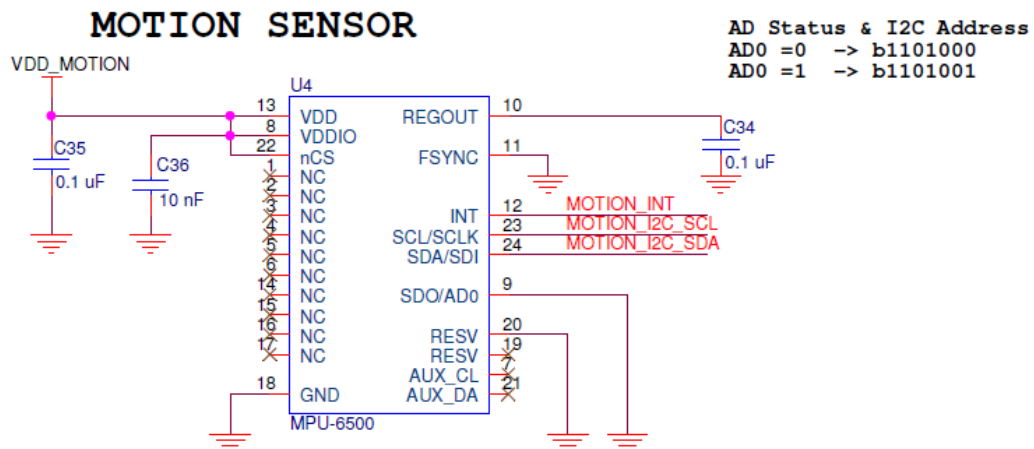 MOTION SENSOR
AD Status & I2C Address
AD0 =0 -> b1101000
AD0 =1 -> b1101001
VDD_MOTION
U4
13 VDD REGOUT 10
8 VDDIO
22 nCS FSYNC 11
C35
0.1 uF
C36
10 nF
C34
0.1 uF
1 NC
2 NC
3 NC INT 12 MOTION_INT
4 NC SCL/SCLK 23 MOTION_I2C_SCL
5 NC SDA/SDI 24 MOTION_I2C_SDA
6 NC
14 NC SDO/AD0 9
15 NC
16 NC RESV 20
17 NC RESV 19
AUX_CL 7
18 GND AUX_DA 21
MPU-6500